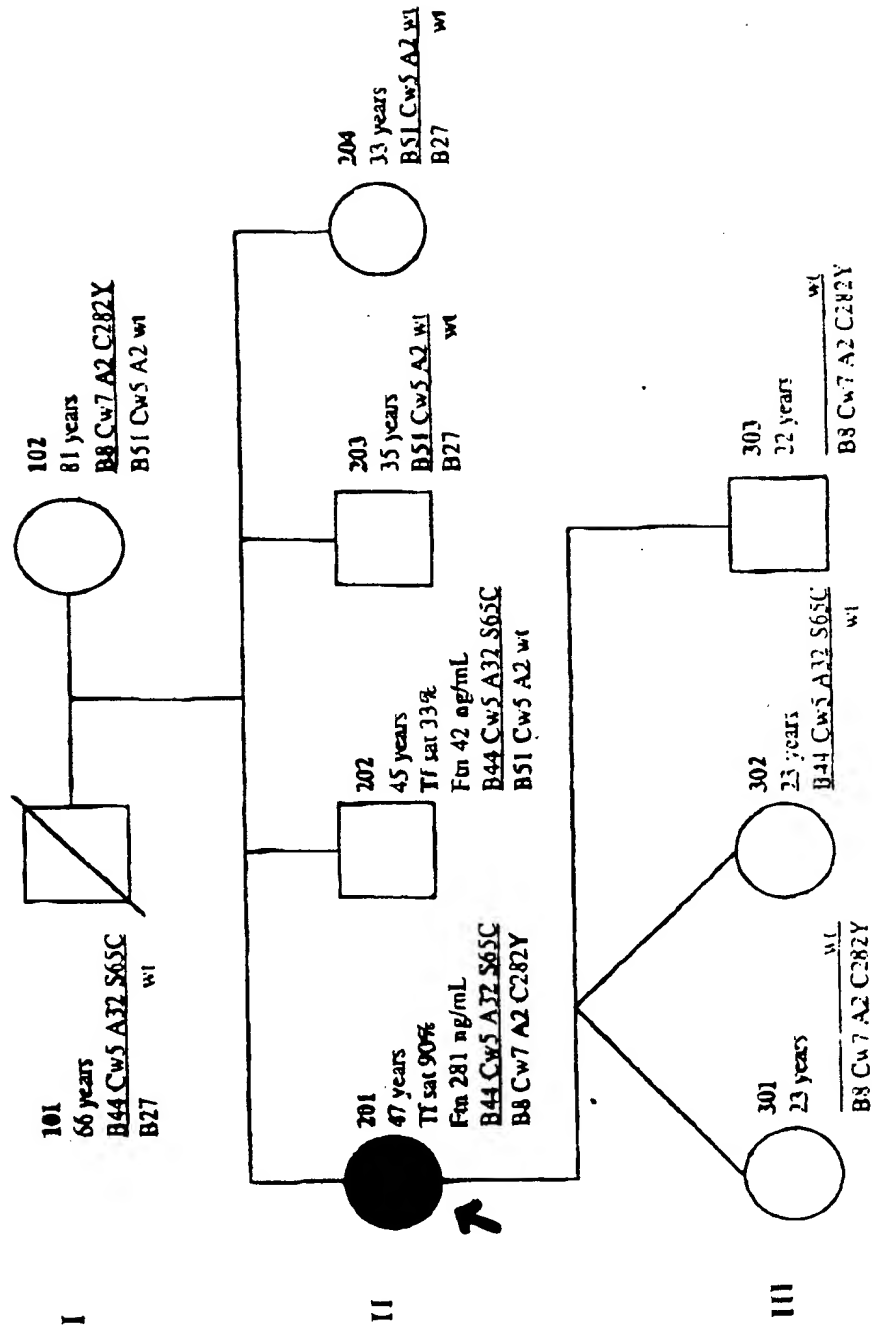 I
101
66 years
B44 Cw5 A32 S65C
B27 wt
102
81 years
B8 Cw7 A2 C282Y
B51 Cw5 A2 wt
II
201
47 years
Tf sat 90%
Ftn 281 ng/mL
B44 Cw5 A32 S65C
B8 Cw7 A2 C282Y
202
45 years
Tf sat 33%
Ftn 42 ng/mL
B44 Cw5 A32 S65C
B51 Cw5 A2 wt
203
35 years
B51 Cw5 A2 wt
B27 wt
204
33 years
B51 Cw5 A2 wt
B27 wt
III
301
23 years
wt
B8 Cw7 A2 C282Y
302
23 years
B44 Cw5 A32 S65C
wt
303
22 years
wt
B8 Cw7 A2 C282Y